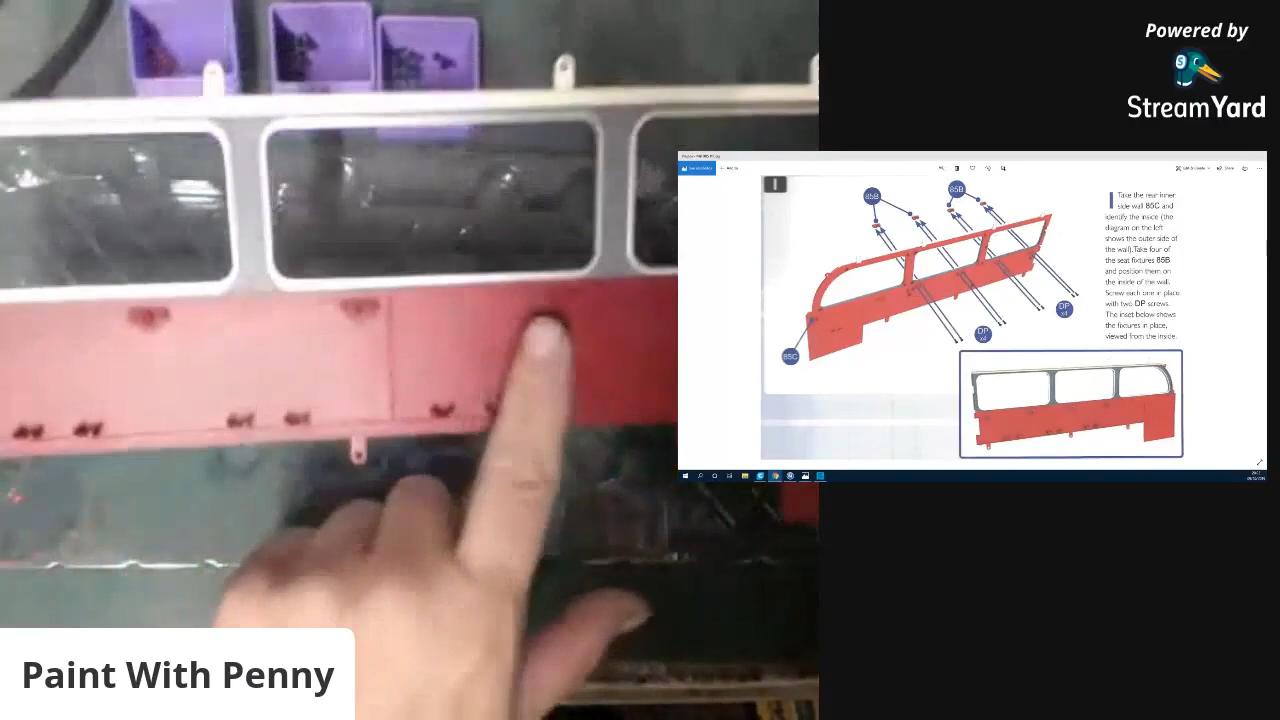 Powered by
StreamYard
85B
85B
Take the rear inner
side wall 85C and
identify the inside (the
diagram on the left
shows the outer side of
the wall).Take four of
the seat fixtures 85B
and position them on
the inside of the wall.
Screw each one in place
with two DP screws.
The inset below shows
the fixtures in place,
viewed from the inside.
DP
x4
DP
x4
85C
Paint With Penny